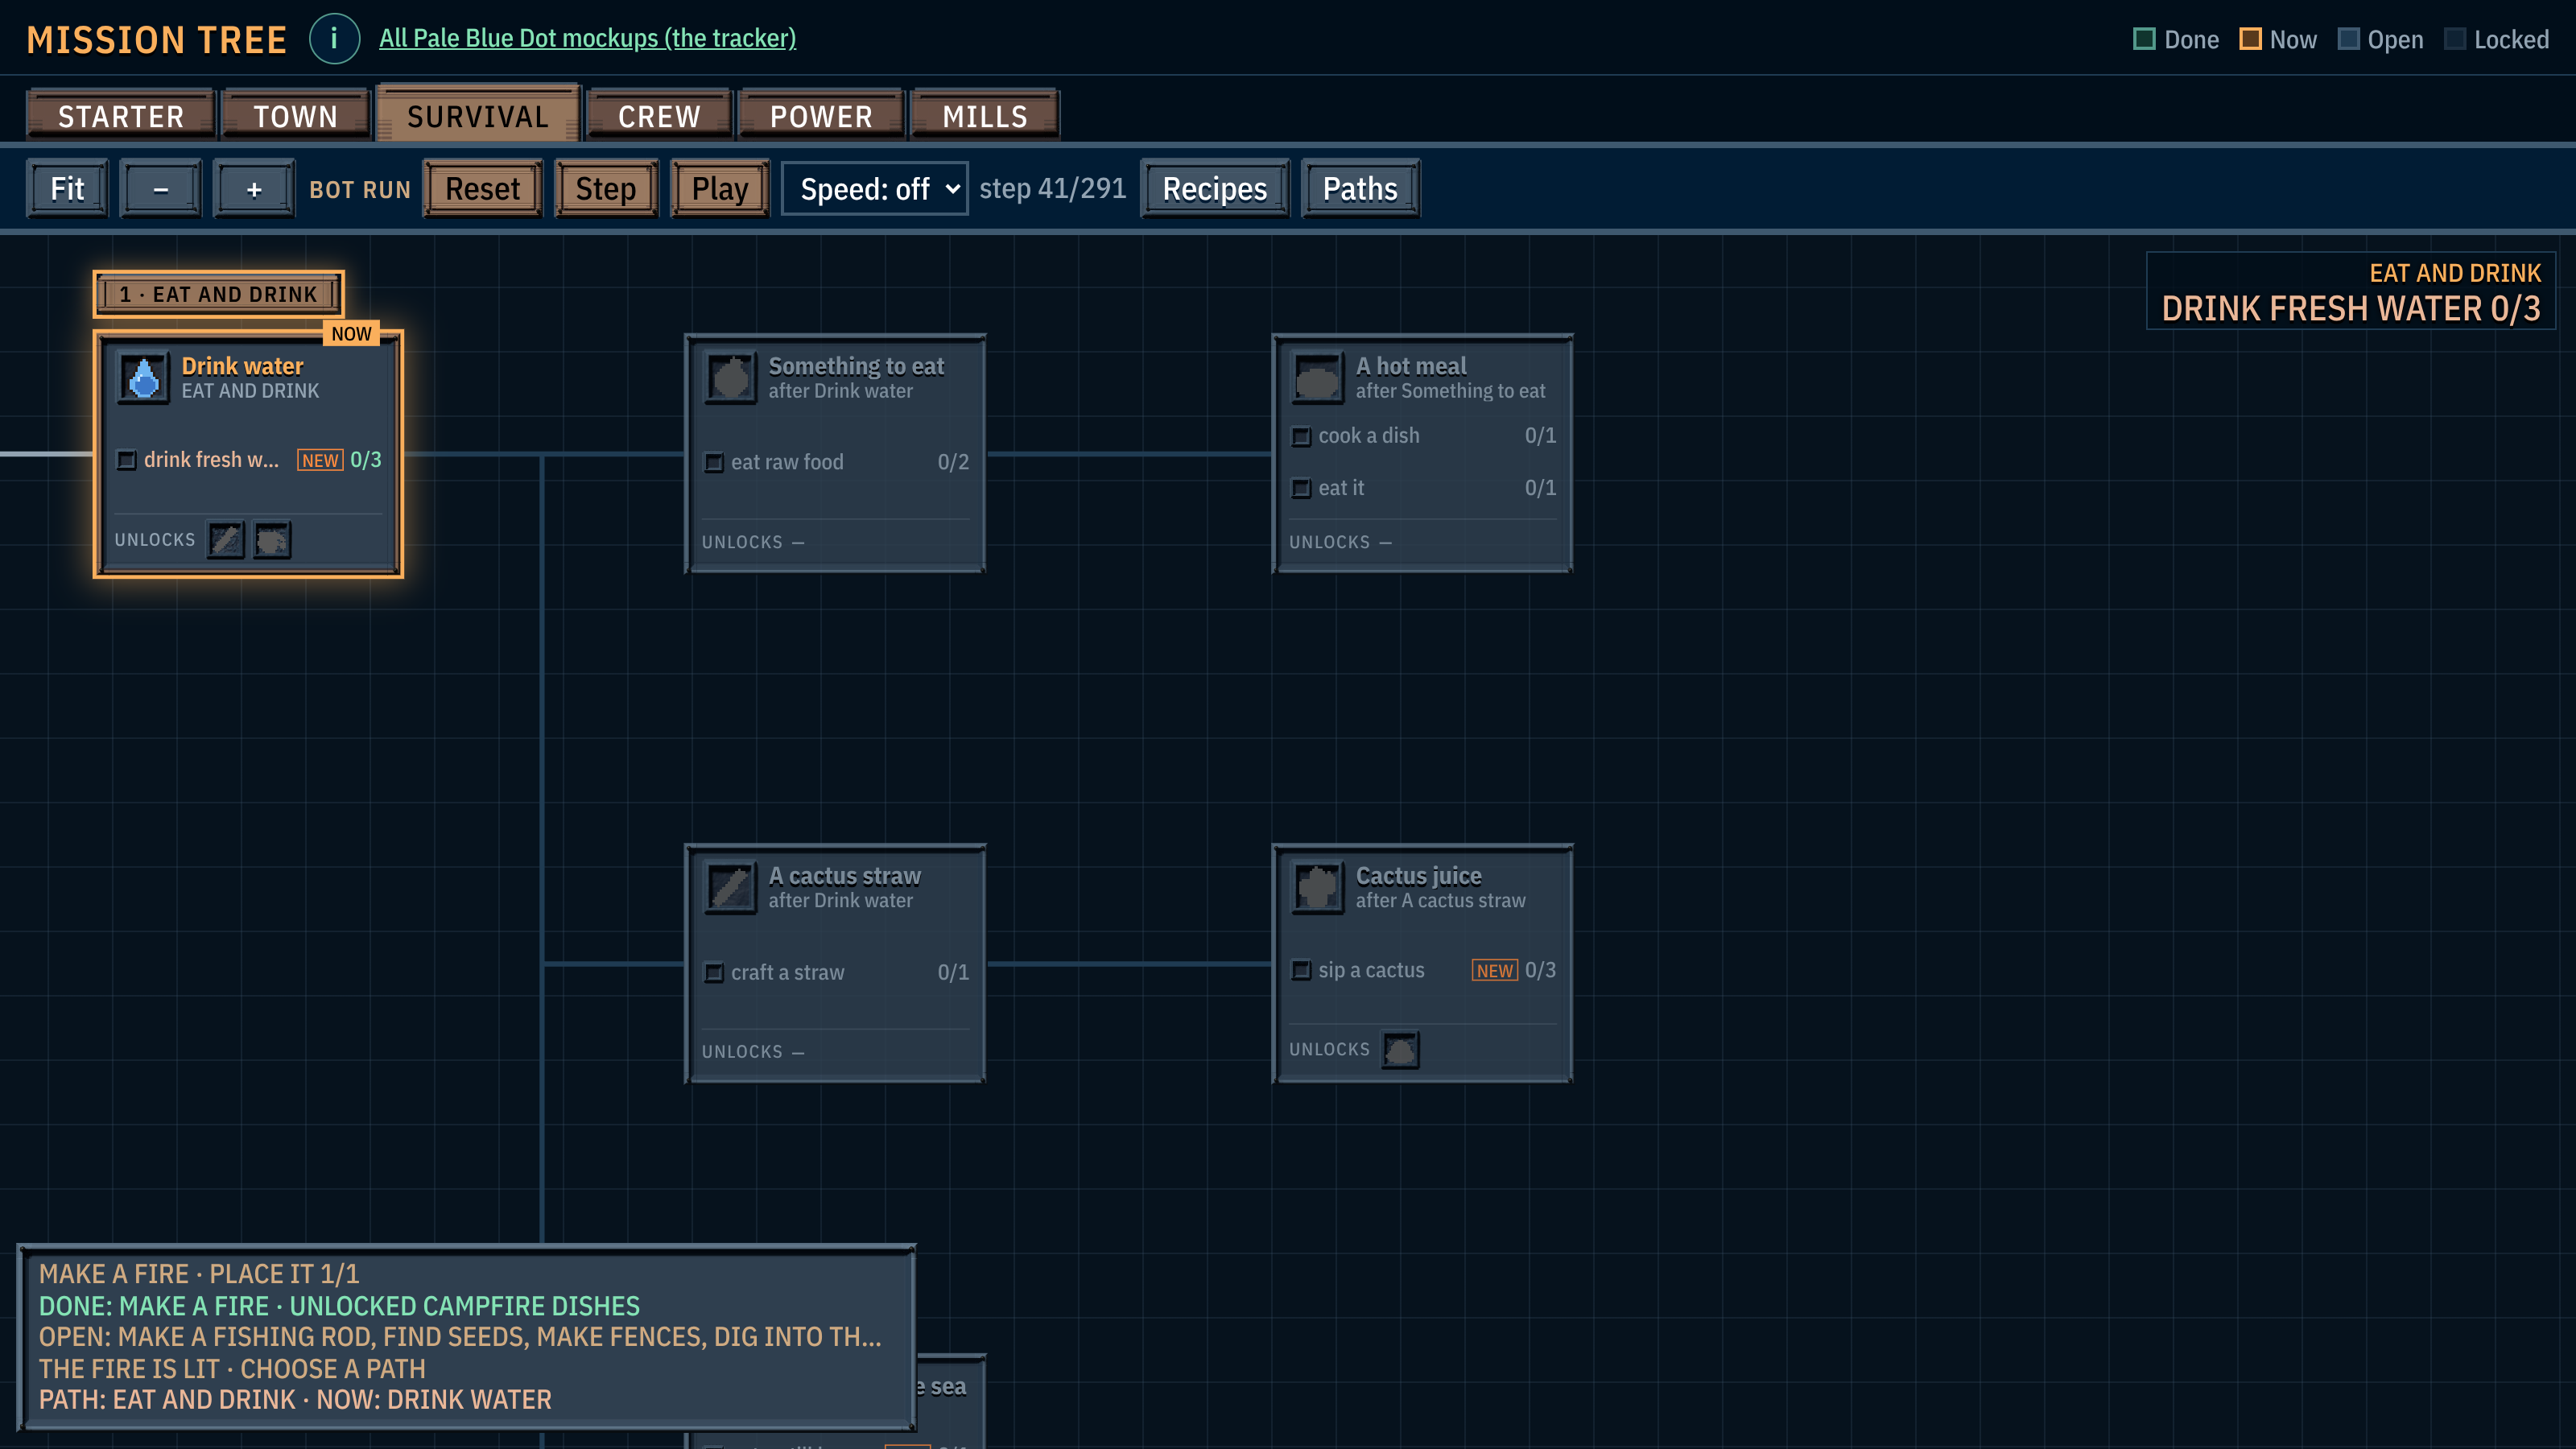 MISSION TREE
i
All Pale Blue Dot mockups (the tracker)
Done
Now
Open
Locked
STARTER
TOWN
SURVIVAL
CREW
POWER
MILLS
Fit
−
+
BOT RUN
Reset
Step
Play
Speed: off
step 41/291
Recipes
Paths
EAT AND DRINK
DRINK FRESH WATER 0/3
1 · EAT AND DRINK
NOW
Drink water
EAT AND DRINK
drink fresh w... NEW 0/3
UNLOCKS
Something to eat
after Drink water
eat raw food 0/2
UNLOCKS —
A hot meal
after Something to eat
cook a dish 0/1
eat it 0/1
UNLOCKS —
A cactus straw
after Drink water
craft a straw 0/1
UNLOCKS —
Cactus juice
after A cactus straw
sip a cactus NEW 0/3
UNLOCKS
MAKE A FIRE · PLACE IT 1/1
DONE: MAKE A FIRE · UNLOCKED CAMPFIRE DISHES
OPEN: MAKE A FISHING ROD, FIND SEEDS, MAKE FENCES, DIG INTO TH...
THE FIRE IS LIT · CHOOSE A PATH
PATH: EAT AND DRINK · NOW: DRINK WATER
sea